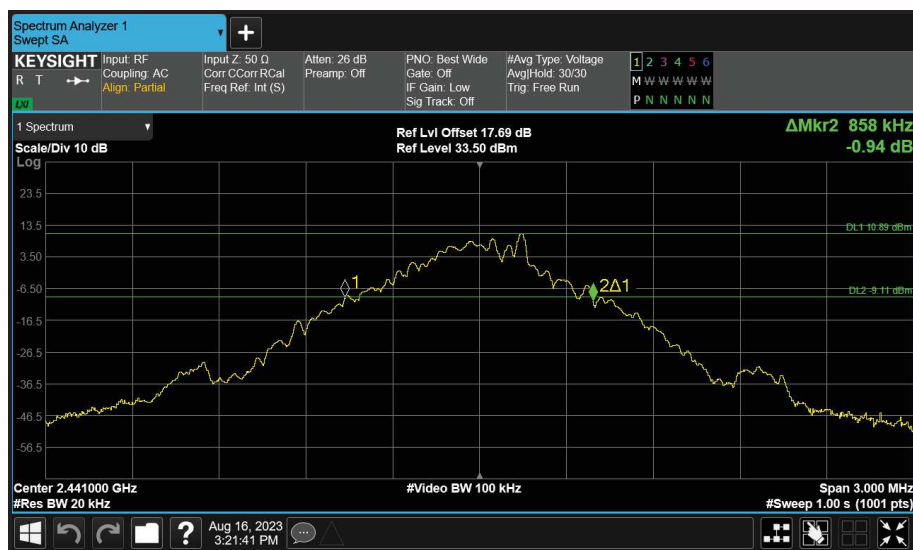 Spectrum Analyzer 1
Swept SA
+
KEYSIGHT
R T
LXI
Input: RF
Coupling: AC
Align: Partial
Input Z: 50 Ω
Corr CCorr RCal
Freq Ref: Int (S)
Atten: 26 dB
Preamp: Off
PNO: Best Wide
Gate: Off
IF Gain: Low
Sig Track: Off
#Avg Type: Voltage
Avg|Hold: 30/30
Trig: Free Run
1 2 3 4 5 6
M W W W W W
P N N N N N
1 Spectrum
Scale/Div 10 dB
Ref Lvl Offset 17.69 dB
Ref Level 33.50 dBm
ΔMkr2 858 kHz
-0.94 dB
Log
23.5
13.5
DL1 10.89 dBm
3.50
1
2Δ1
-6.50
DL2 -9.11 dBm
-16.5
-26.5
-36.5
-46.5
-56.5
Center 2.441000 GHz
#Video BW 100 kHz
Span 3.000 MHz
#Res BW 20 kHz
#Sweep 1.00 s (1001 pts)
?
Aug 16, 2023
3:21:41 PM